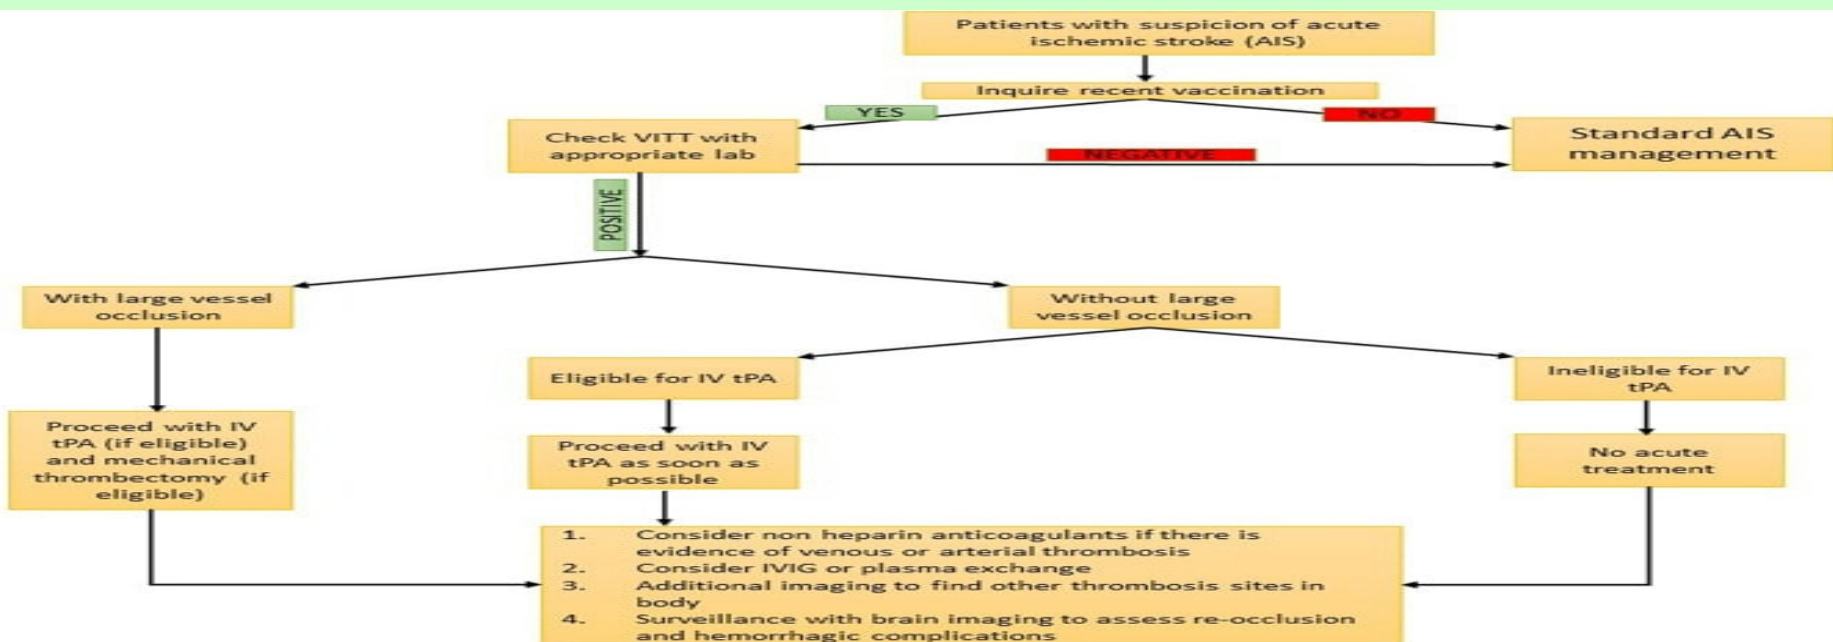 Patients with suspicion of acute
ischemic stroke (AIS)
Inquire recent vaccination
YES
NO
Check VITT with
appropriate lab
Standard AIS
management
NEGATIVE
POSITIVE
With large vessel
occlusion
Without large
vessel occlusion
Eligible for IV tPA
Ineligible for IV
tPA
Proceed with IV
tPA (if eligible)
and mechanical
thrombectomy (if
eligible)
Proceed with IV
tPA as soon as
possible
No acute
treatment
1. Consider non heparin anticoagulants if there is
evidence of venous or arterial thrombosis
2. Consider IVIG or plasma exchange
3. Additional imaging to find other thrombosis sites in
body
4. Surveillance with brain imaging to assess re-occlusion
and hemorrhagic complications